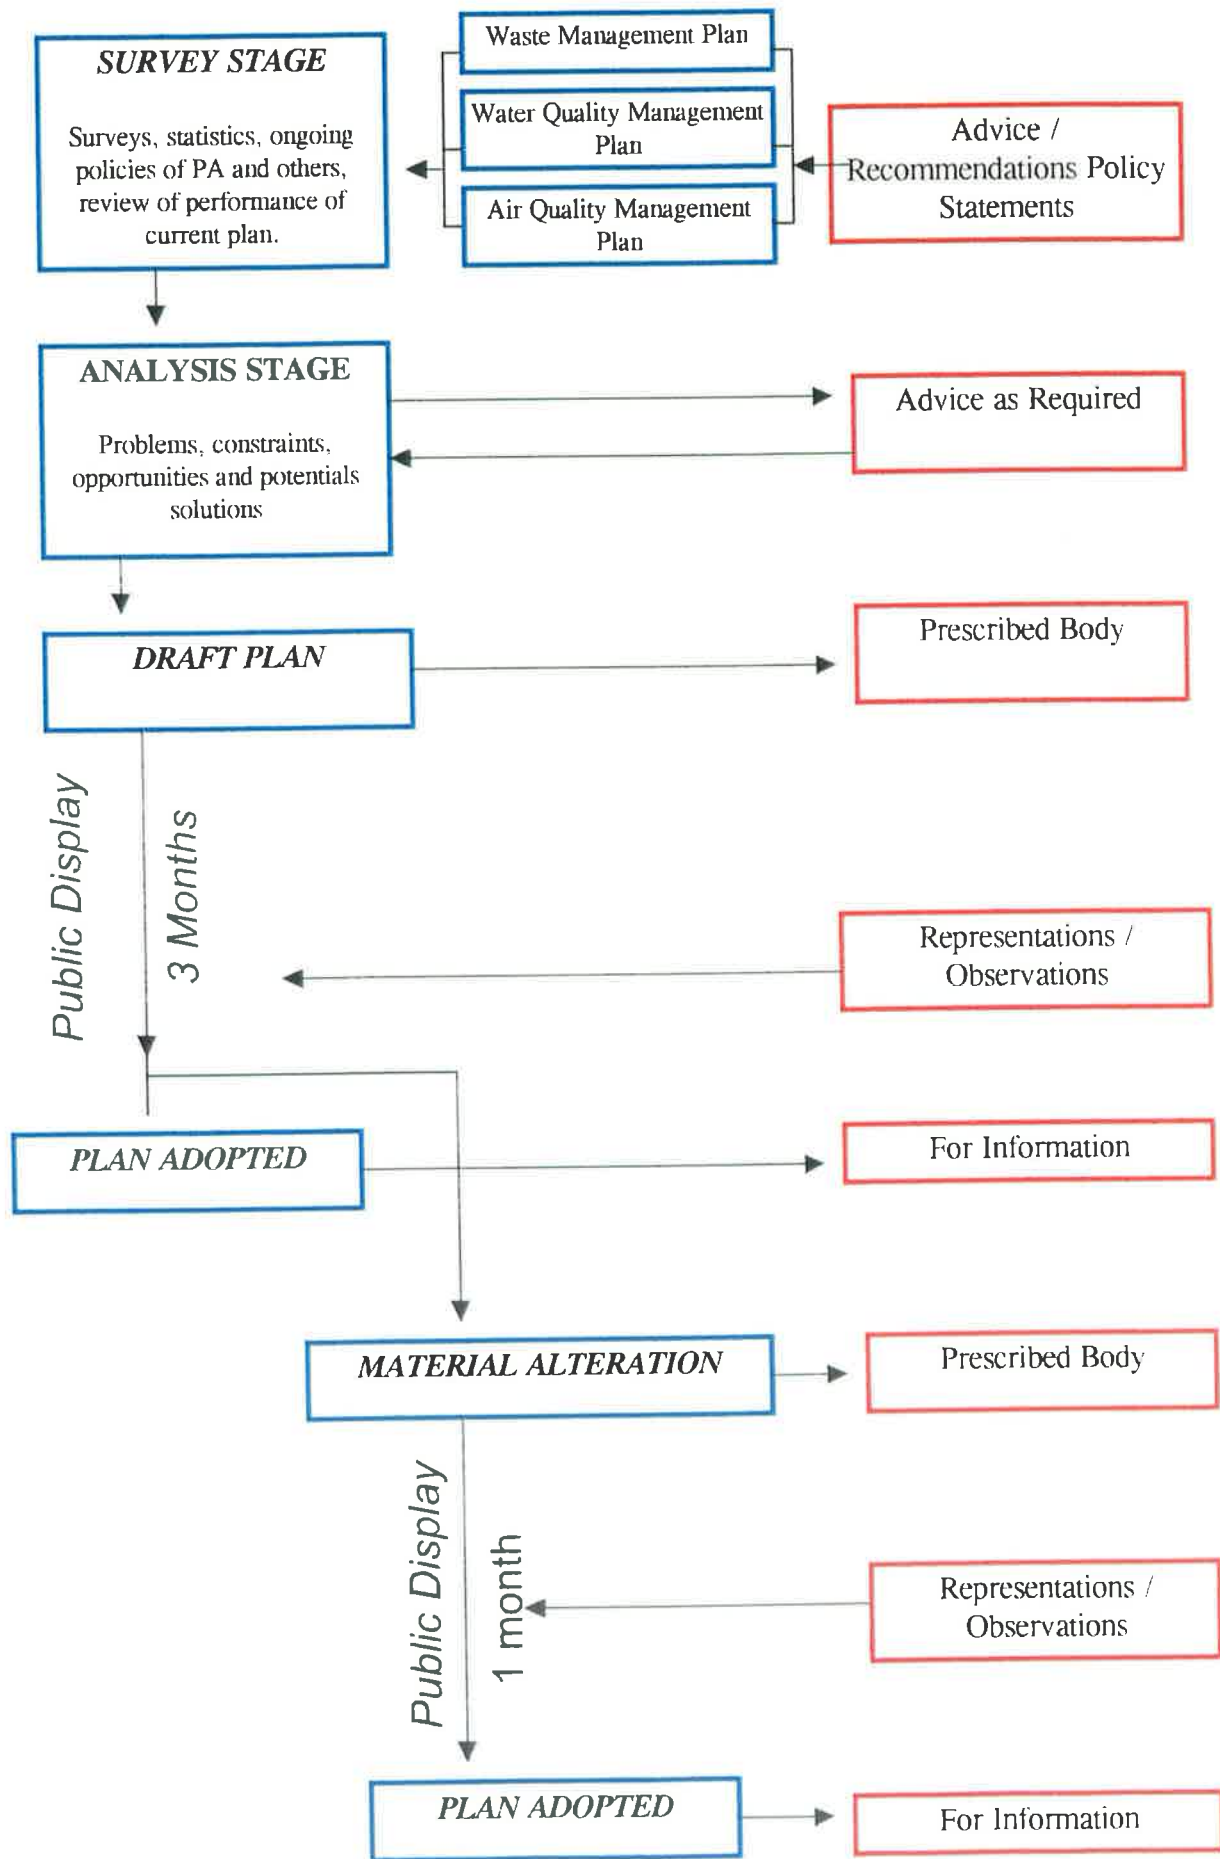 SURVEY STAGE
Surveys, statistics, ongoing
policies of PA and others,
review of performance of
current plan.
Waste Management Plan
Water Quality Management
Plan
Air Quality Management
Plan
Advice /
Recommendations Policy
Statements
ANALYSIS STAGE
Problems, constraints,
opportunities and potentials
solutions
Advice as Required
DRAFT PLAN
Prescribed Body
Public Display
3 Months
Representations /
Observations
PLAN ADOPTED
For Information
MATERIAL ALTERATION
Prescribed Body
Public Display
1 month
Representations /
Observations
PLAN ADOPTED
For Information